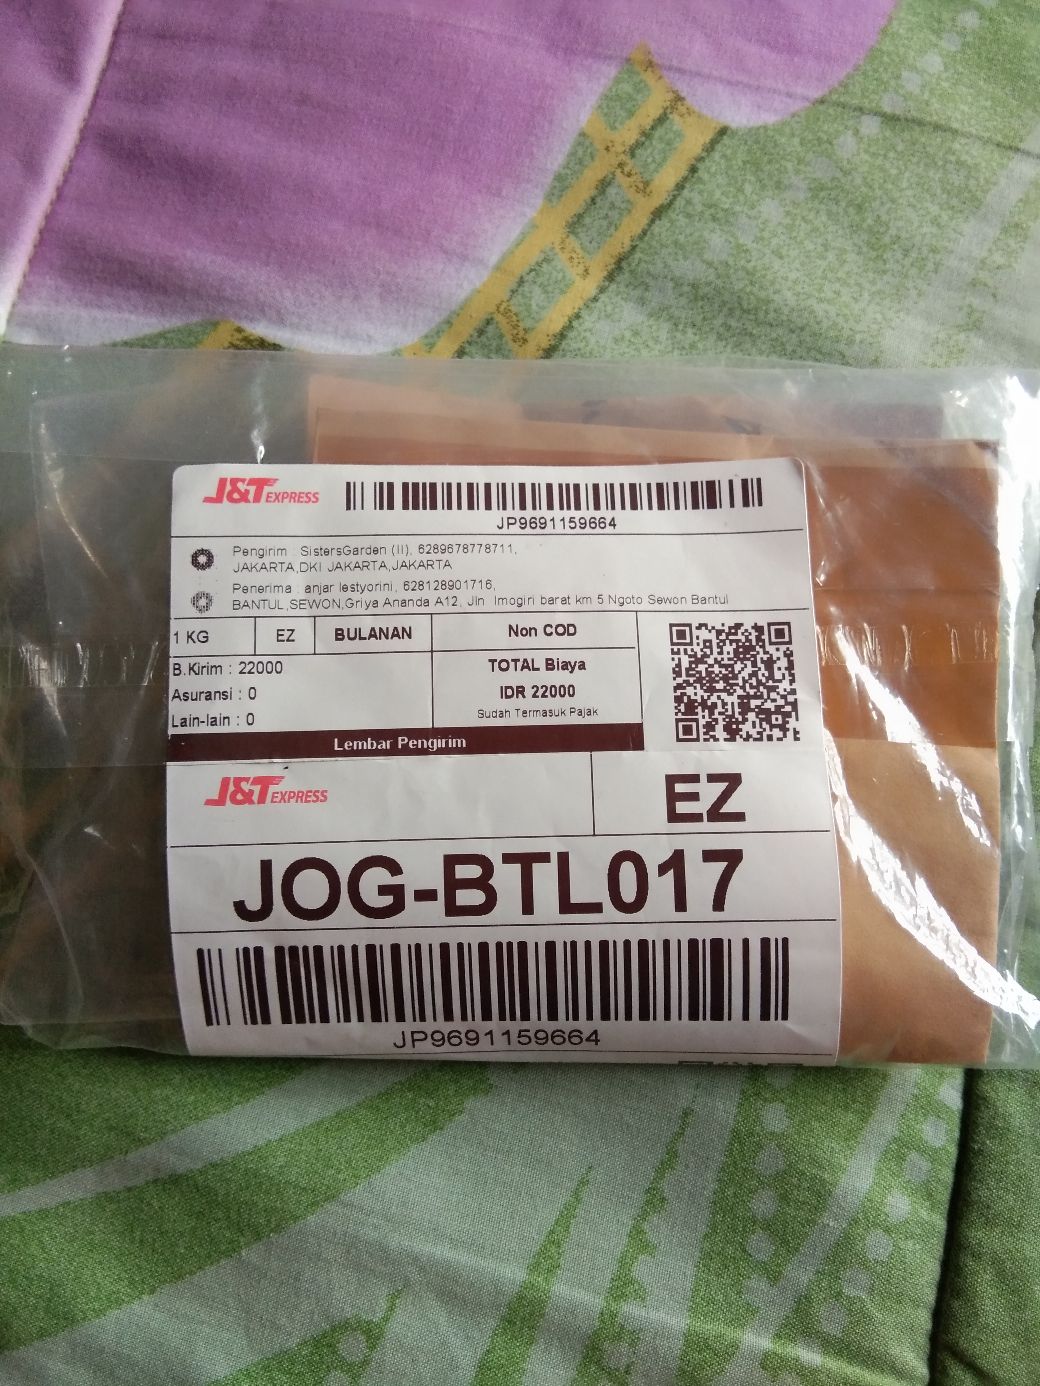 J&T EXPRESS
JP9691159664
Pengirim : SistersGarden (II), 6289678778711,
JAKARTA,DKI JAKARTA,JAKARTA
Penerima : anjar lestyorini, 628128901716,
BANTUL,SEWON,Griya Ananda A12, Jln Imogiri barat km 5 Ngoto Sewon Bantul
1 KG EZ BULANAN Non COD
B.Kirim : 22000
Asuransi : 0
Lain-lain : 0
TOTAL Biaya
IDR 22000
Sudah Termasuk Pajak
Lembar Pengirim
J&T EXPRESS
EZ
JOG-BTL017
JP9691159664